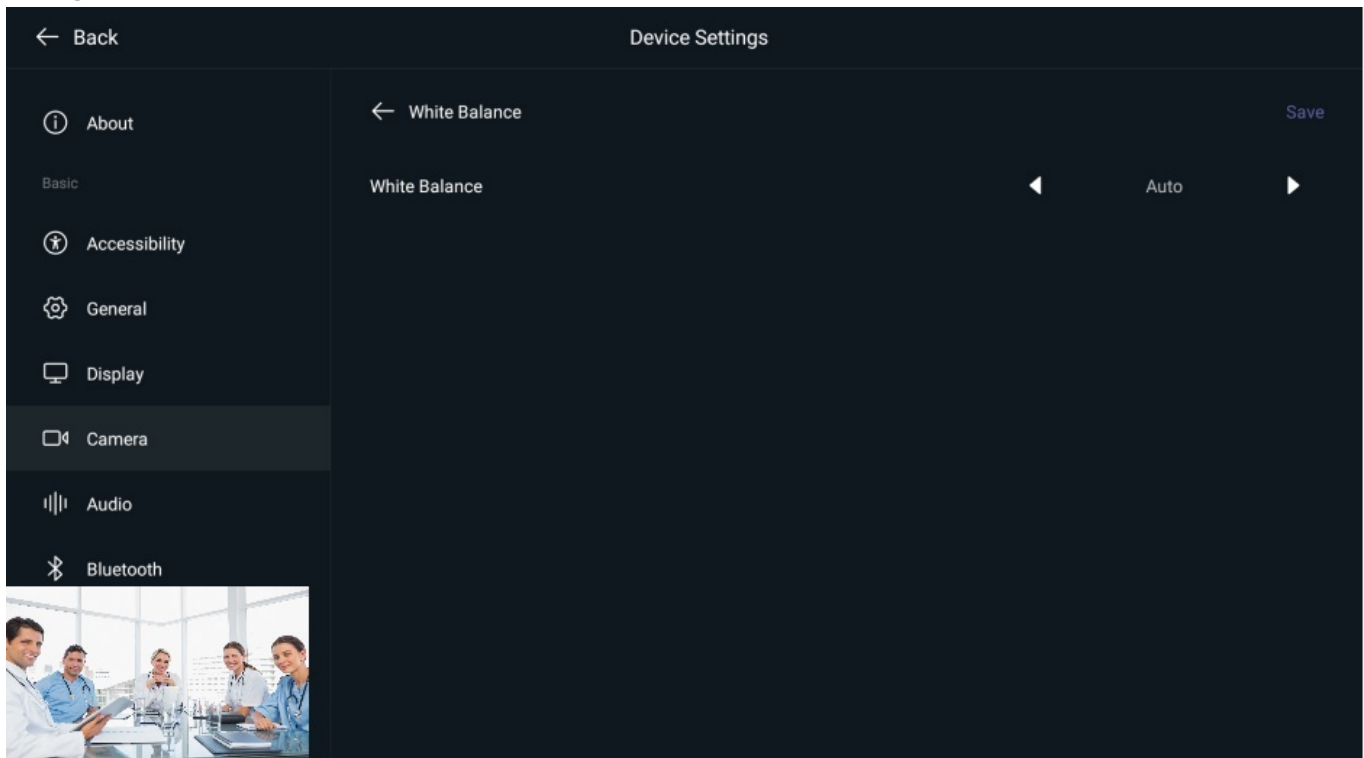 Back
Device Settings
About
White Balance
Save
Basic
White Balance
Auto
Accessibility
General
Display
Camera
Audio
Bluetooth